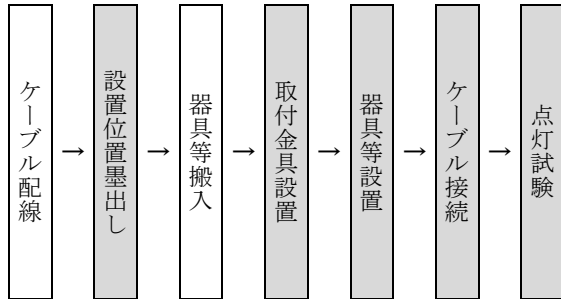 ケーブル配線
→
設置位置墨出し
→
器具等搬入
→
取付金具設置
→
器具等設置
→
ケーブル接続
→
点灯試験